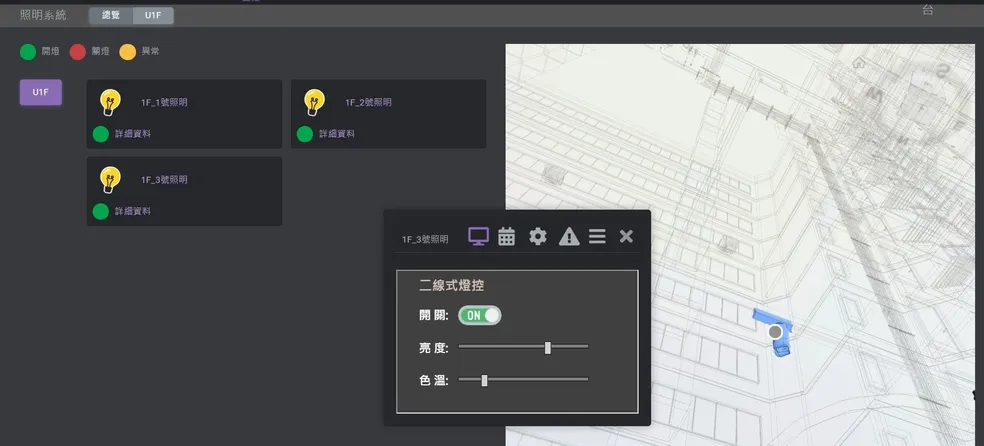 台
照明系統
總覽
U1F
開燈
關燈
異常
U1F
1F_1號照明
詳細資料
1F_2號照明
詳細資料
1F_3號照明
詳細資料
1F_3號照明
二線式燈控
開 關:
ON
亮 度:
色 溫: